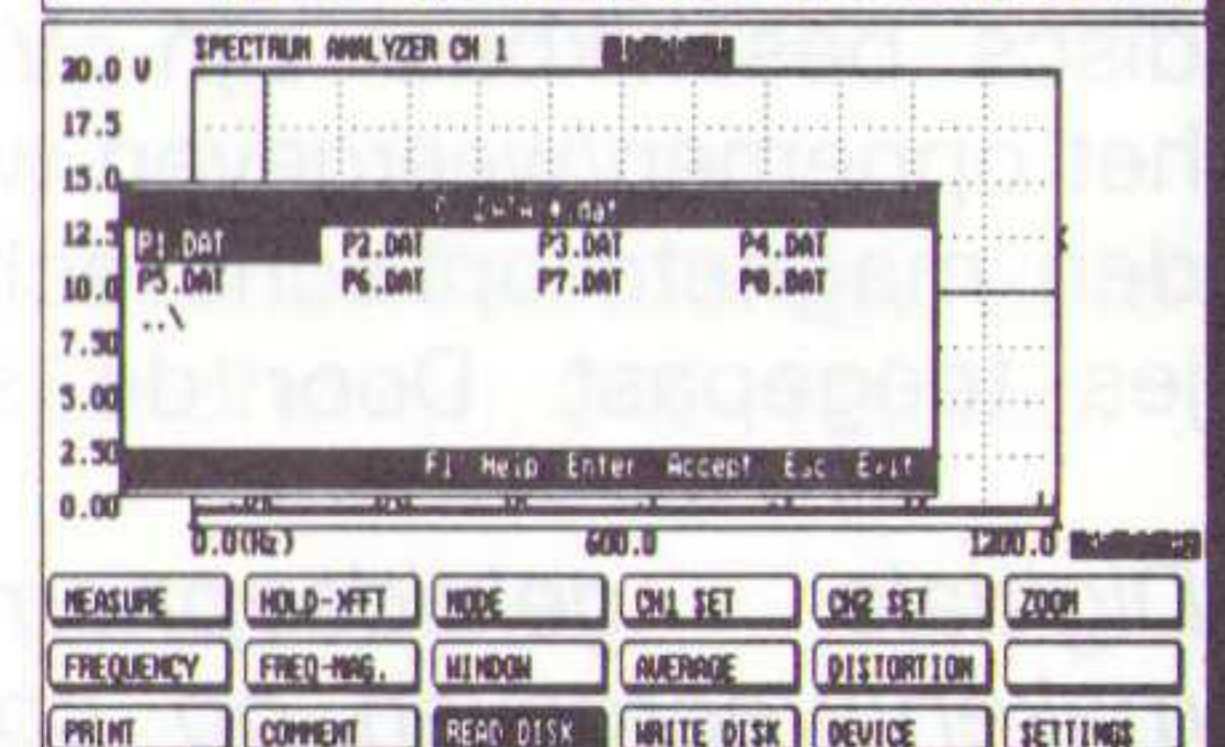 SPECTRUM ANALYZER CH 1
20.0 V
17.5
15.0
12.5
10.0
7.50
5.00
2.50
0.00
P1.DAT P2.DAT P3.DAT P4.DAT
P5.DAT P6.DAT P7.DAT P8.DAT
..\
F1 Help Enter Accept Esc Exit
0.0(Hz) 600.0 1200.0
MEASURE HOLD->FFT MODE CH1 SET CH2 SET ZOOM
FREQUENCY FREQ-MAG. WINDOW AVERAGE DISTORTION
PRINT COMMENT READ DISK WRITE DISK DEVICE SETTINGS